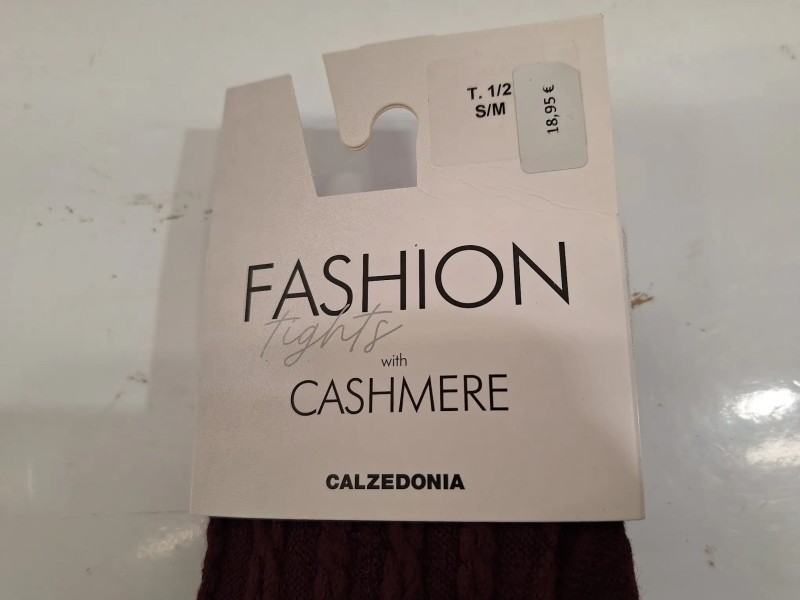 T. 1/2
S/M
18,95 €
FASHION
tights
with
CASHMERE
CALZEDONIA